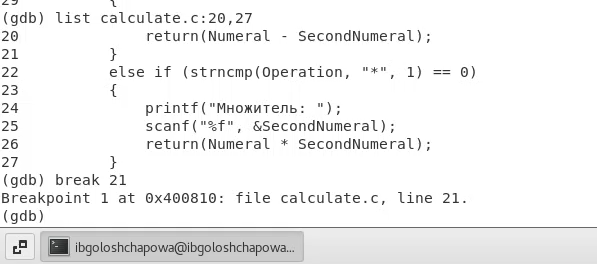 29          {
(gdb) list calculate.c:20,27
20              return(Numeral - SecondNumeral);
21          }
22          else if (strncmp(Operation, "*", 1) == 0)
23          {
24              printf("Множитель: ");
25              scanf("%f", &SecondNumeral);
26              return(Numeral * SecondNumeral);
27          }
(gdb) break 21
Breakpoint 1 at 0x400810: file calculate.c, line 21.
(gdb)
ibgoloshchapowa@ibgoloshchapowa...